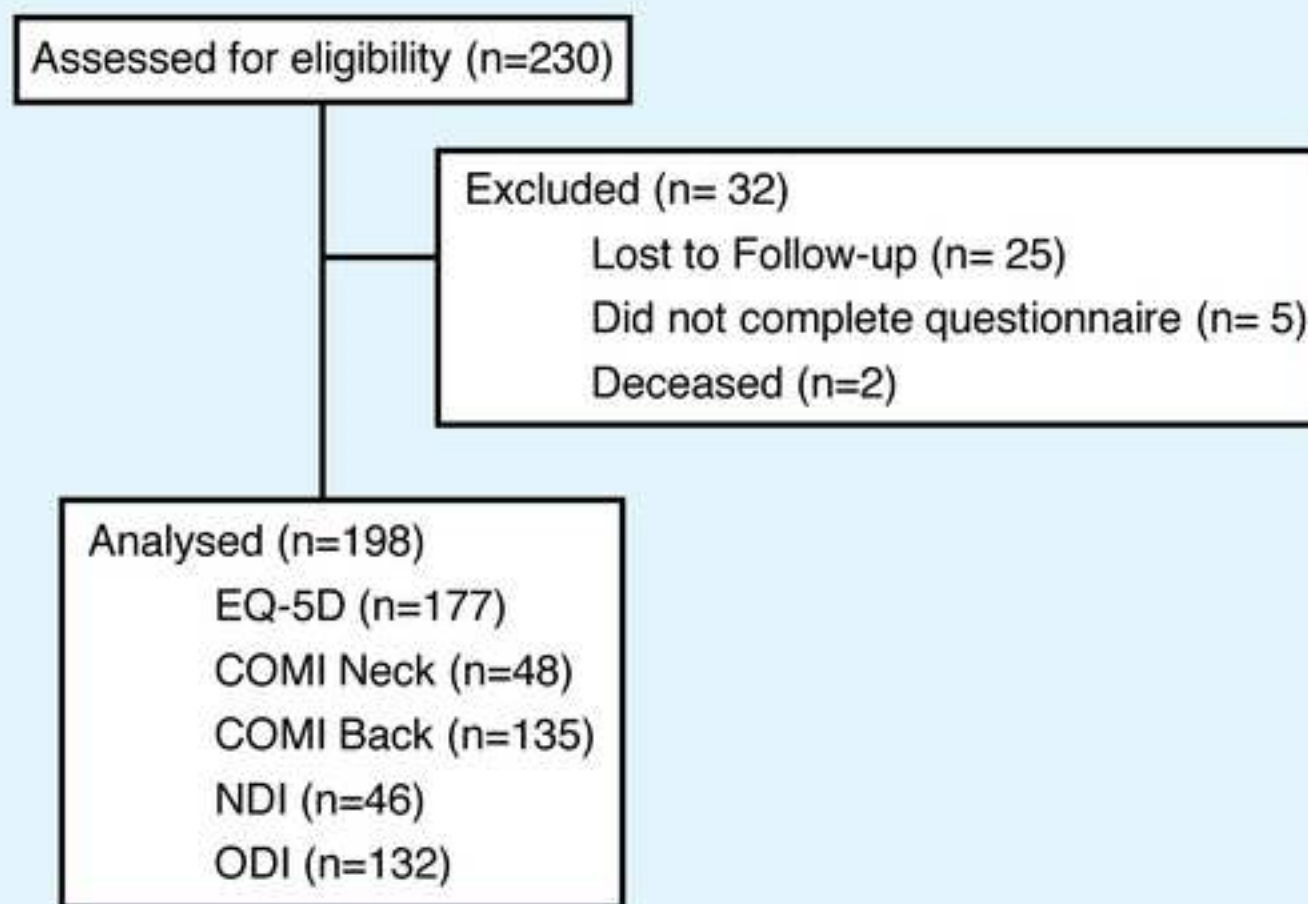 Assessed for eligibility (n=230)
Excluded (n= 32)
Lost to Follow-up (n= 25)
Did not complete questionnaire (n= 5)
Deceased (n=2)
Analysed (n=198)
EQ-5D (n=177)
COMI Neck (n=48)
COMI Back (n=135)
NDI (n=46)
ODI (n=132)